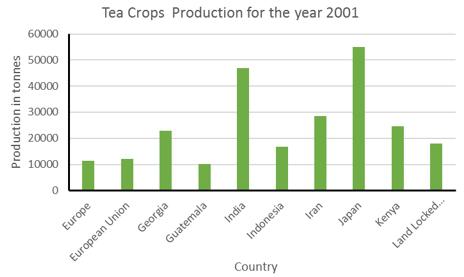 Tea Crops  Production for the year 2001
Production in tonnes
60000
50000
40000
30000
20000
10000
0
Europe
European Union
Georgia
Guatemala
India
Indonesia
Iran
Japan
Kenya
Land Locked...
Country